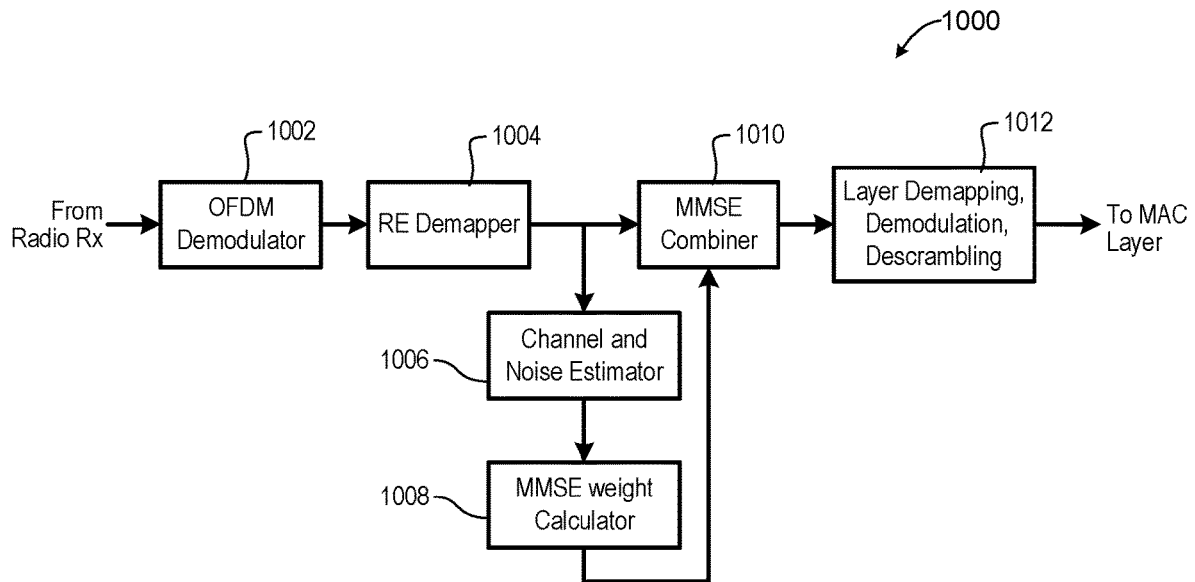 1000
1002
1004
1010
1012
From
Radio Rx
OFDM
Demodulator
RE Demapper
MMSE
Combiner
Layer Demapping,
Demodulation,
Descrambling
To MAC
Layer
1006
Channel and
Noise Estimator
1008
MMSE weight
Calculator